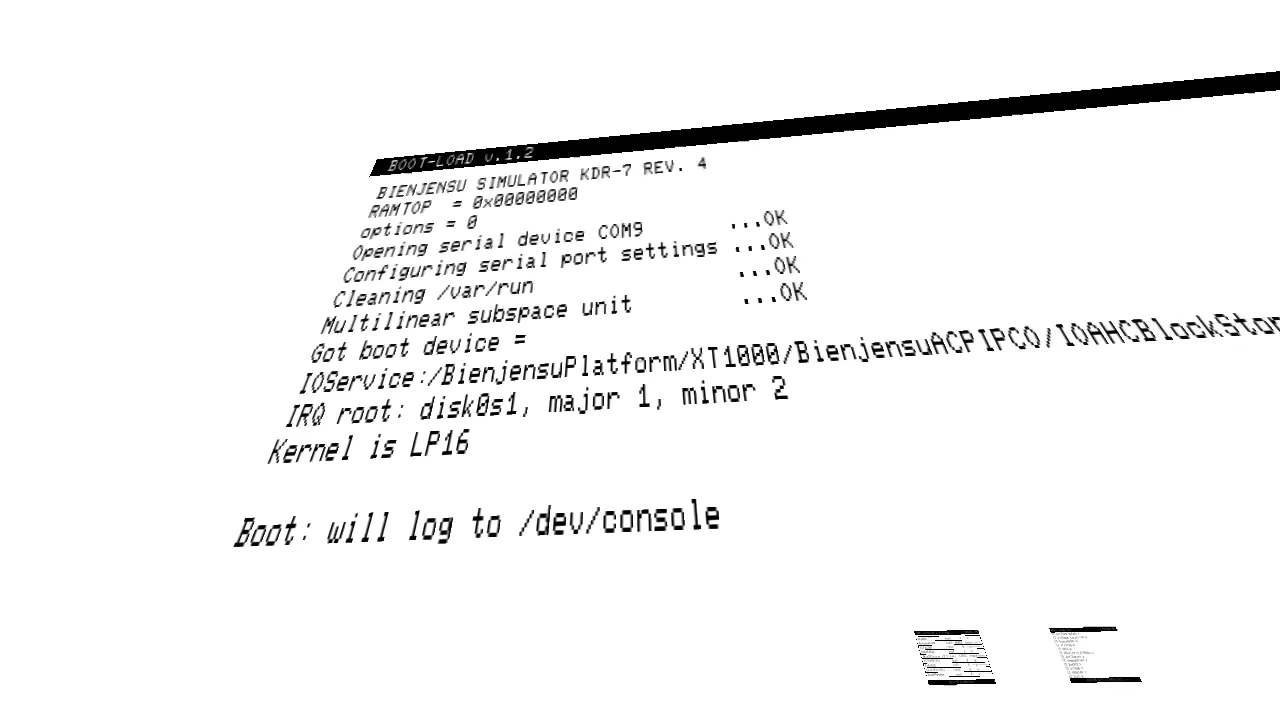 BOOT-LOAD v.1.2
BIENJENSU SIMULATOR KDR-7 REV. 4
RAMTOP = 0x00000000
options = 0
Opening serial device COM9 ...OK
Configuring serial port settings ...OK
Cleaning /var/run ...OK
Multilinear subspace unit ...OK
Got boot device =
IOService:/BienjensuPlatform/XT1000/BienjensuACPIPCO/IOAHCBlockStor
IRQ root: disk0s1, major 1, minor 2
Kernel is LP16
Boot: will log to /dev/console